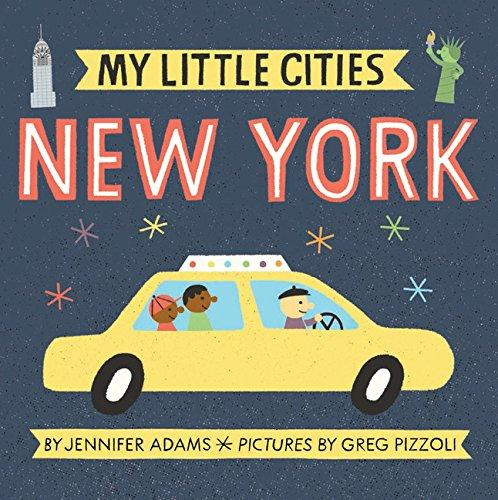 MY LITTLE CITIES
NEW YORK
BY JENNIFER ADAMS * PICTURES BY GREG PIZZOLI